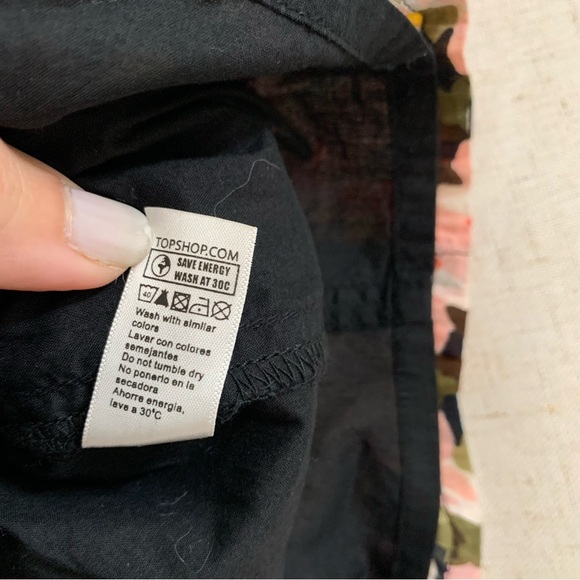 TOPSHOP.COM
SAVE ENERGY
WASH AT 30C
40
Wash with similar
colors
Lavar con colores
semejantes
Do not tumble dry
No ponerlo en la
secadora
Ahorre energia,
lave a 30°C